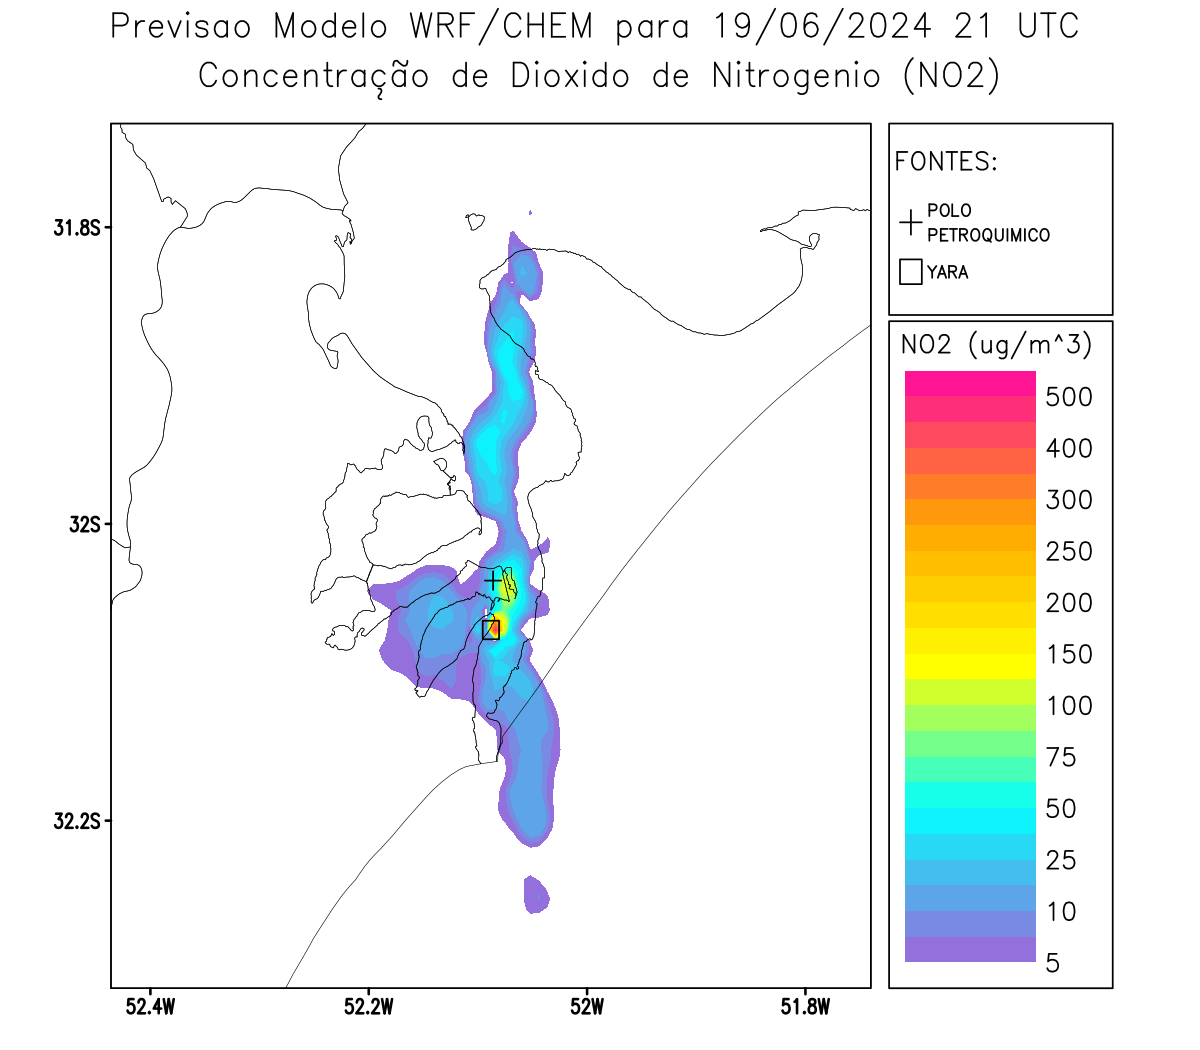 Previsao Modelo WRF/CHEM para 19/06/2024 21 UTC
Concentração de Dioxido de Nitrogenio (NO2)
FONTES:
POLO
PETROQUIMICO
YARA
NO2 (ug/m^3)
500
400
300
250
200
150
100
75
50
25
10
5
31.8S
32S
32.2S
52.4W
52.2W
52W
51.8W